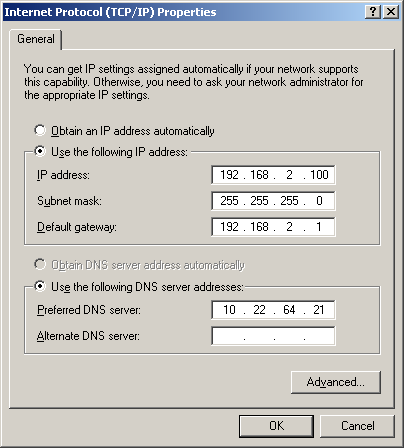 Internet Protocol (TCP/IP) Properties
General
You can get IP settings assigned automatically if your network supports
this capability. Otherwise, you need to ask your network administrator for
the appropriate IP settings.
Obtain an IP address automatically
Use the following IP address:
IP address: 192 . 168 . 2 . 100
Subnet mask: 255 . 255 . 255 . 0
Default gateway: 192 . 168 . 2 . 1
Obtain DNS server address automatically
Use the following DNS server addresses:
Preferred DNS server: 10 . 22 . 64 . 21
Alternate DNS server: . . .
Advanced...
OK Cancel